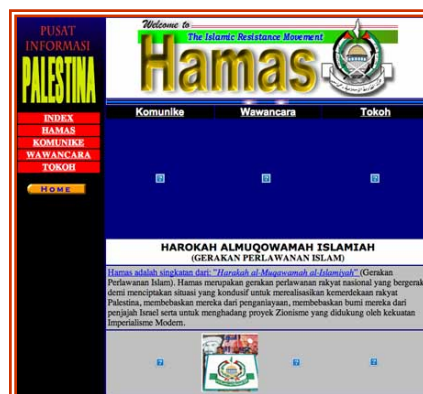 PUSAT
INFORMASI
PALESTINA
INDEX
HAMAS
KOMUNIKE
WAWANCARA
TOKOH
HOME
Welcome to
The Islamic Resistance Movement
Hamas
Komunike Wawancara Tokoh
HAROKAH ALMUQOWAMAH ISLAMIAH
(GERAKAN PERLAWANAN ISLAM)
Hamas adalah singkatan dari: "Harakah al-Muqawamah al-Islamiyah" (Gerakan
Perlawanan Islam). Hamas merupakan gerakan perlawanan rakyat nasional yang bergerak
demi menciptakan situasi yang kondusif untuk merealisasikan kemerdekaan rakyat
Palestina, membebaskan mereka dari penganiayaan, membebaskan bumi mereka dari
penjajah Israel serta untuk menghadang proyek Zionisme yang didukung oleh kekuatan
Imperialisme Modern.